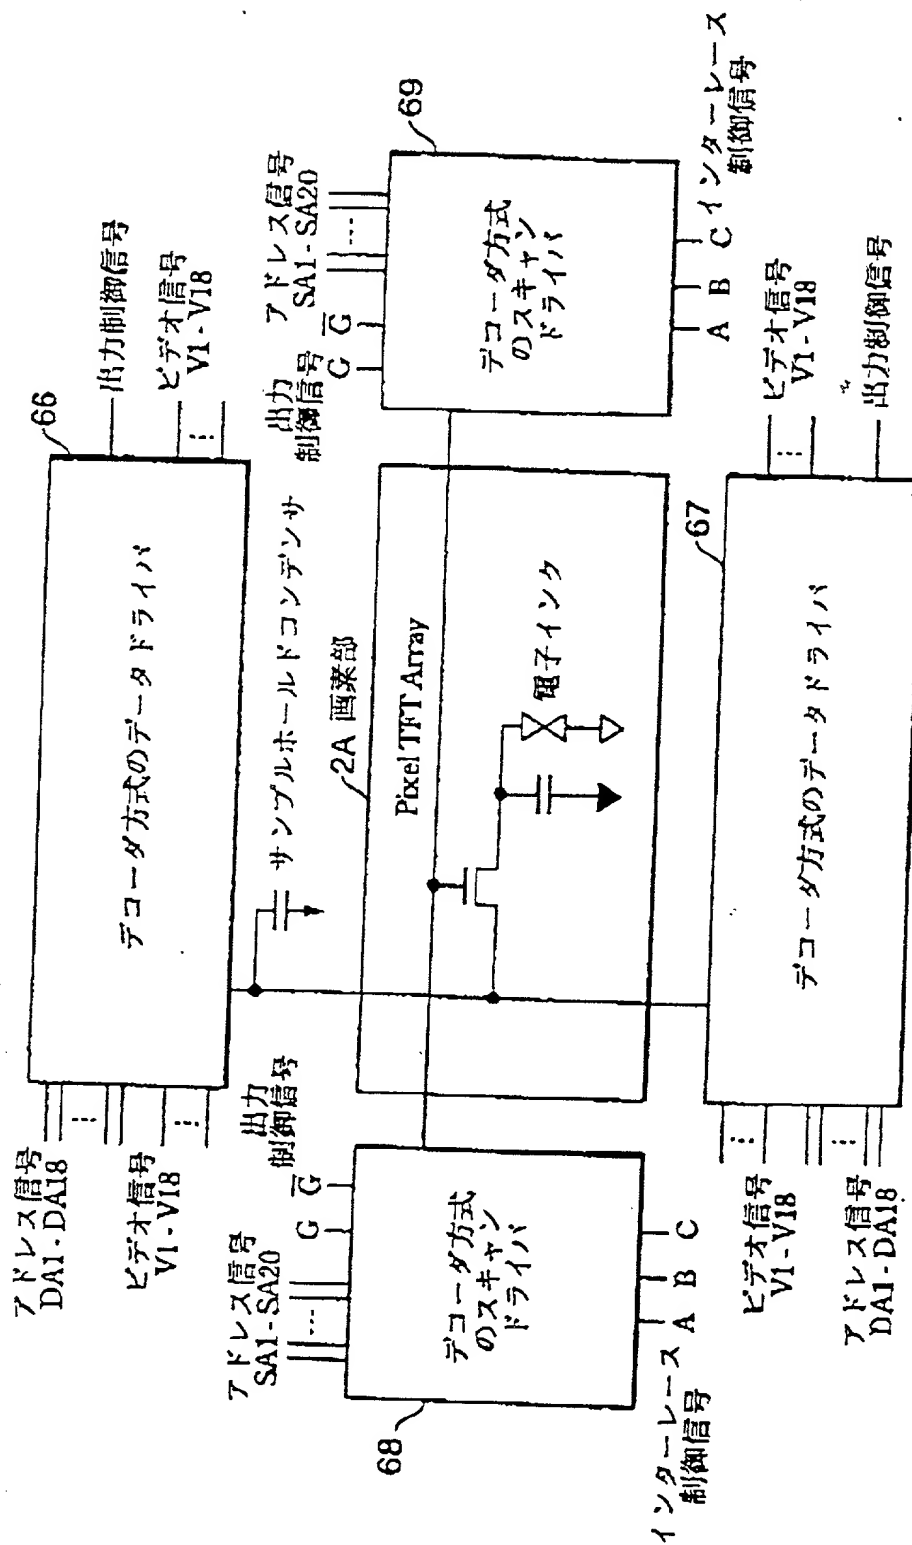 66
デコーダ方式のデータドライバ
アドレス信号
DA1 - DA18
ビデオ信号
V1 - V18
出力制御信号
ビデオ信号
V1 - V18
サンプルホールドコンデンサ
アドレス信号
SA1 - SA20
出力
制御信号
G G̅
68
デコーダ方式
のスキャン
ドライバ
A B C
インターレース
制御信号
2A 画素部
Pixel TFT Array
電子インク
出力
制御信号
G G̅
アドレス信号
SA1 - SA20
69
デコーダ方式
のスキャン
ドライバ
A B C インターレース
制御信号
67
デコーダ方式のデータドライバ
ビデオ信号
V1 - V18
アドレス信号
DA1 - DA18
ビデオ信号
V1 - V18
出力制御信号